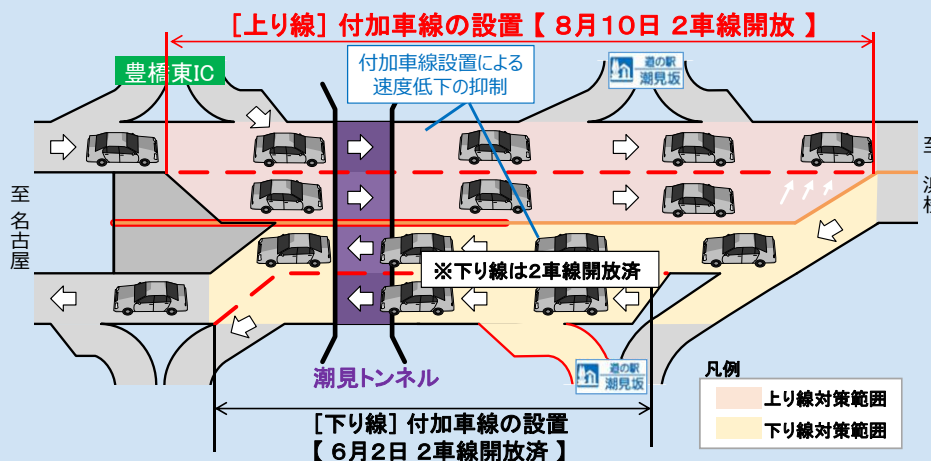 [上り線] 付加車線の設置【 8月10日 2車線開放 】
豊橋東IC
付加車線設置による
速度低下の抑制
道の駅
潮見坂
至 名古屋
至 浜松
※下り線は2車線開放済
潮見トンネル
道の駅
潮見坂
[下り線] 付加車線の設置
【 6月2日 2車線開放済 】
凡例
上り線対策範囲
下り線対策範囲